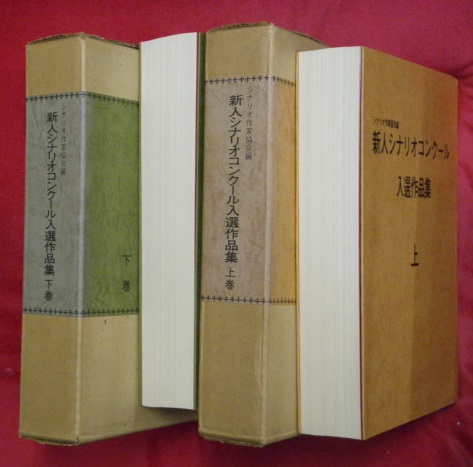 シナリオ作家協会編
新人シナリオコンクール入選作品集 下巻
下巻
シナリオ作家協会編
新人シナリオコンクール入選作品集 上巻
シナリオ作家協会編
新人シナリオコンクール
入選作品集
上